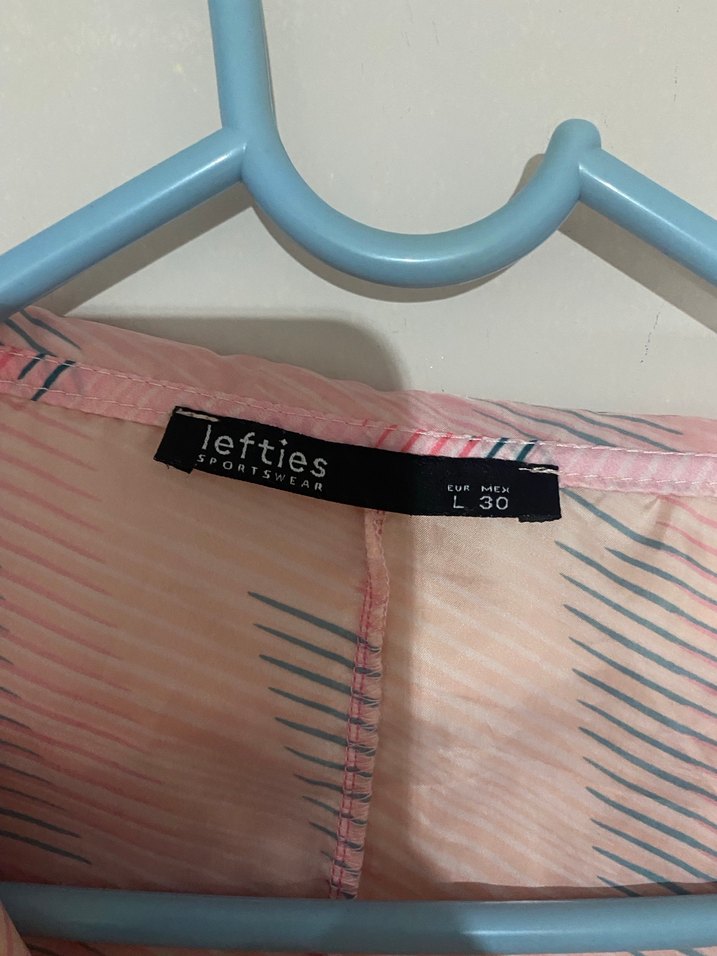 lefties
SPORTSWEAR
EUR MEX
L 30